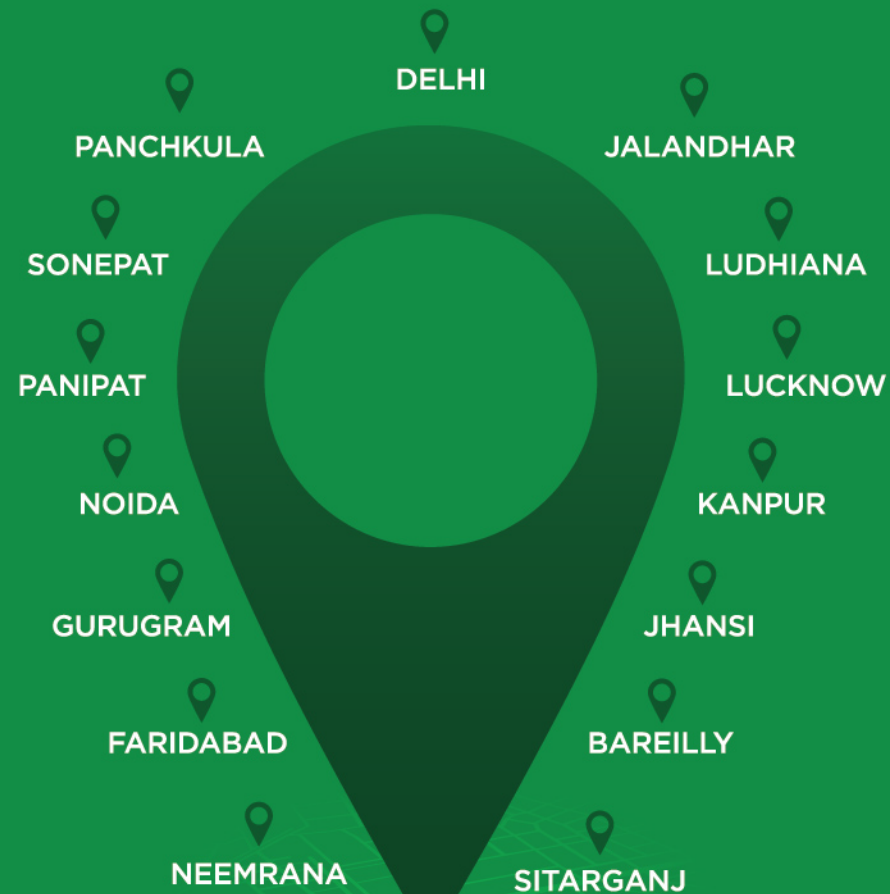 DELHI
PANCHKULA
JALANDHAR
SONEPAT
LUDHIANA
PANIPAT
LUCKNOW
NOIDA
KANPUR
GURUGRAM
JHANSI
FARIDABAD
BAREILLY
NEEMRANA
SITARGANJ